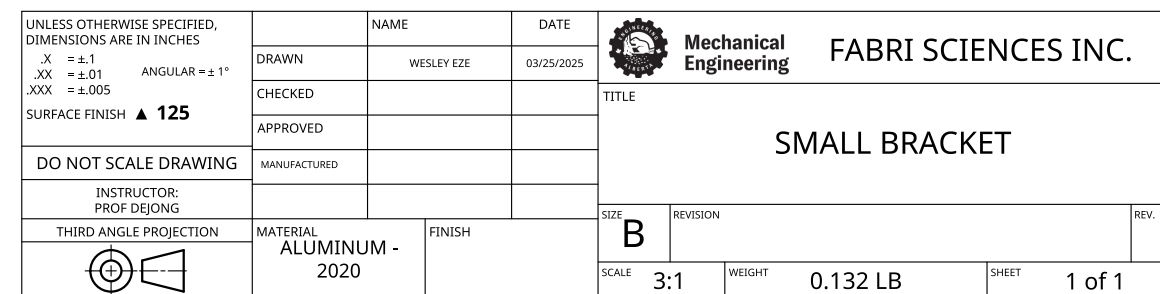 UNLESS OTHERWISE SPECIFIED,
DIMENSIONS ARE IN INCHES
.X = ±.1
.XX = ±.01
.XXX = ±.005
ANGULAR = ± 1°
SURFACE FINISH ▲ 125
DO NOT SCALE DRAWING
INSTRUCTOR:
PROF DEJONG
THIRD ANGLE PROJECTION
NAME DATE
DRAWN WESLEY EZE 03/25/2025
CHECKED
APPROVED
MANUFACTURED
MATERIAL
ALUMINUM -
2020
FINISH
ENGINEERING
ALBERTA
Mechanical
Engineering
FABRI SCIENCES INC.
TITLE
SMALL BRACKET
SIZE
B
REVISION
REV.
SCALE 3:1
WEIGHT 0.132 LB
SHEET 1 of 1